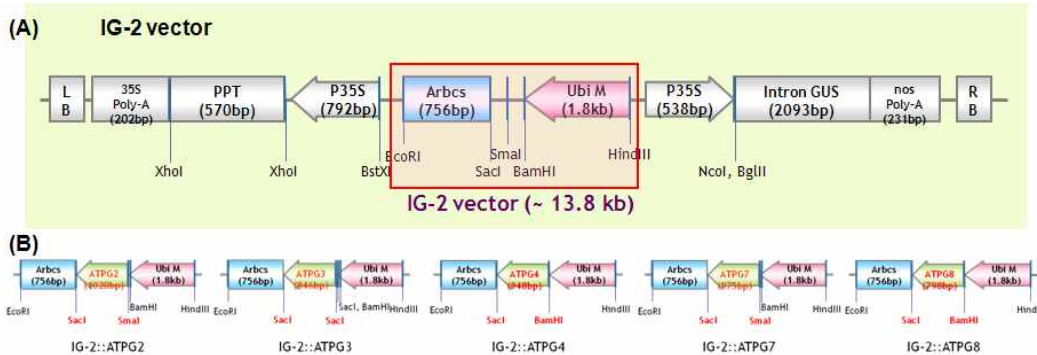 (A) IG-2 vector
L B
35S Poly-A (202bp)
PPT (570bp)
P35S (792bp)
Arbcs (756bp)
Ubi M (1.8kb)
P35S (538bp)
Intron GUS (2093bp)
nos Poly-A (231bp)
R B
XhoI XhoI BstXI EcoRI SacI SmaI BamHI HindIII NcoI, BglII
IG-2 vector (~ 13.8 kb)
(B)
Arbcs (756bp) ATPG2 Ubi M (1.8kb)
EcoRI SacI SmaI BamHI HindIII
IG-2::ATPG2
Arbcs (756bp) ATPG3 (846bp) Ubi M (1.8kb)
EcoRI SacI SacI SacI, BamHI HindIII
IG-2::ATPG3
Arbcs (756bp) ATPG4 (948bp) Ubi M (1.8kb)
EcoRI SacI BamHI HindIII
IG-2::ATPG4
Arbcs (756bp) ATPG7 (975bp) Ubi M (1.8kb)
EcoRI SacI SmaI BamHI HindIII
IG-2::ATPG7
Arbcs (756bp) ATPG8 (798bp) Ubi M (1.8kb)
EcoRI SacI BamHI HindIII
IG-2::ATPG8